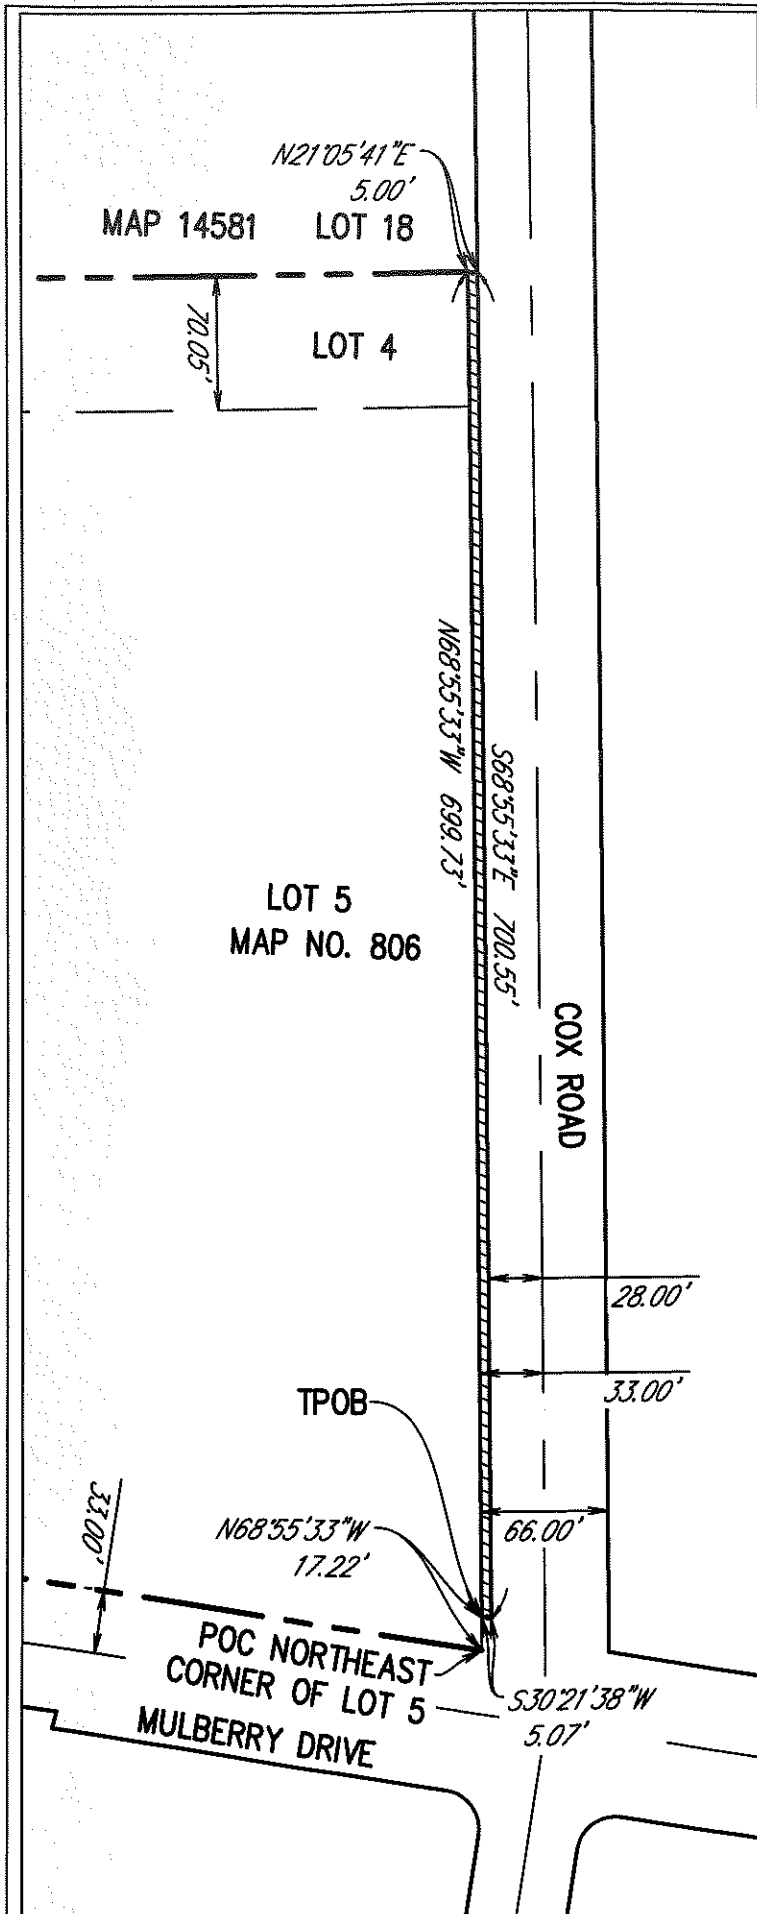 N21°05'41"E
5.00'
MAP 14581 LOT 18
70.05'
LOT 4
N68°55'33"W 699.73'
S68°55'33"E 700.55'
LOT 5
MAP NO. 806
COX ROAD
28.00'
33.00'
TPOB
66.00'
33.00'
N68°55'33"W
17.22'
POC NORTHEAST
CORNER OF LOT 5
S30°21'38"W
5.07'
MULBERRY DRIVE